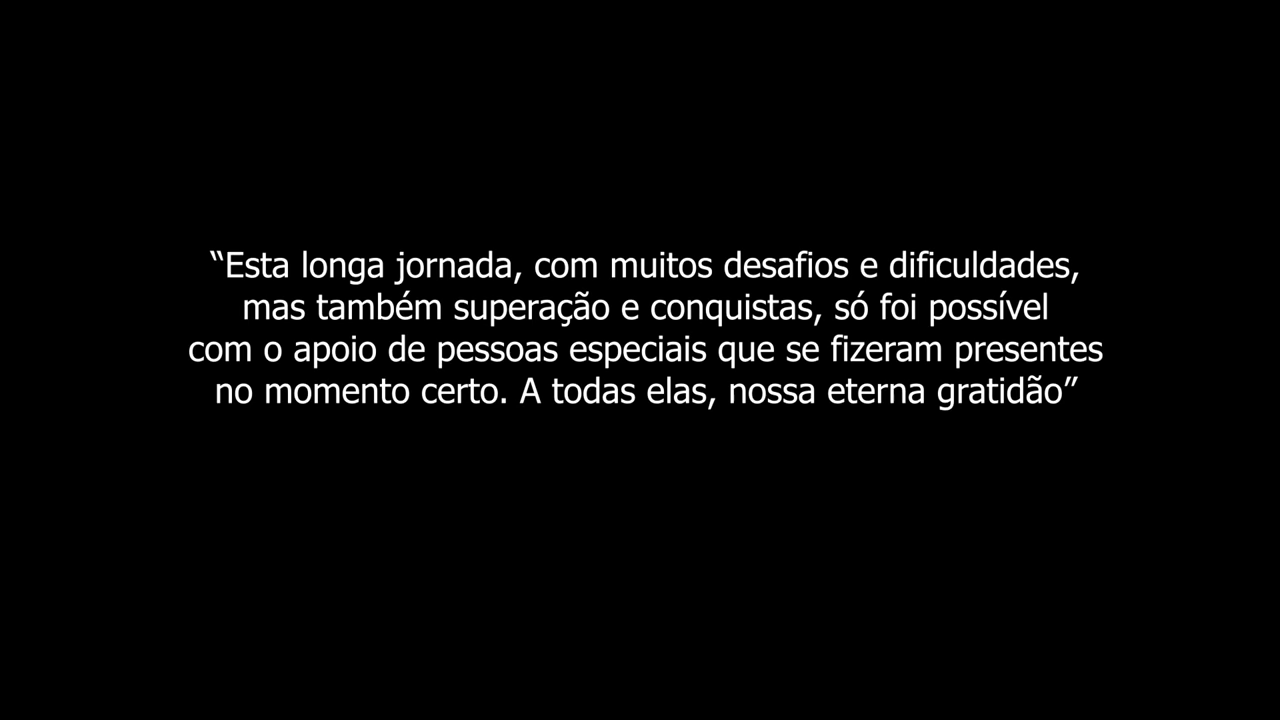 “Esta longa jornada, com muitos desafios e dificuldades,
mas também superação e conquistas, só foi possível
com o apoio de pessoas especiais que se fizeram presentes
no momento certo. A todas elas, nossa eterna gratidão”